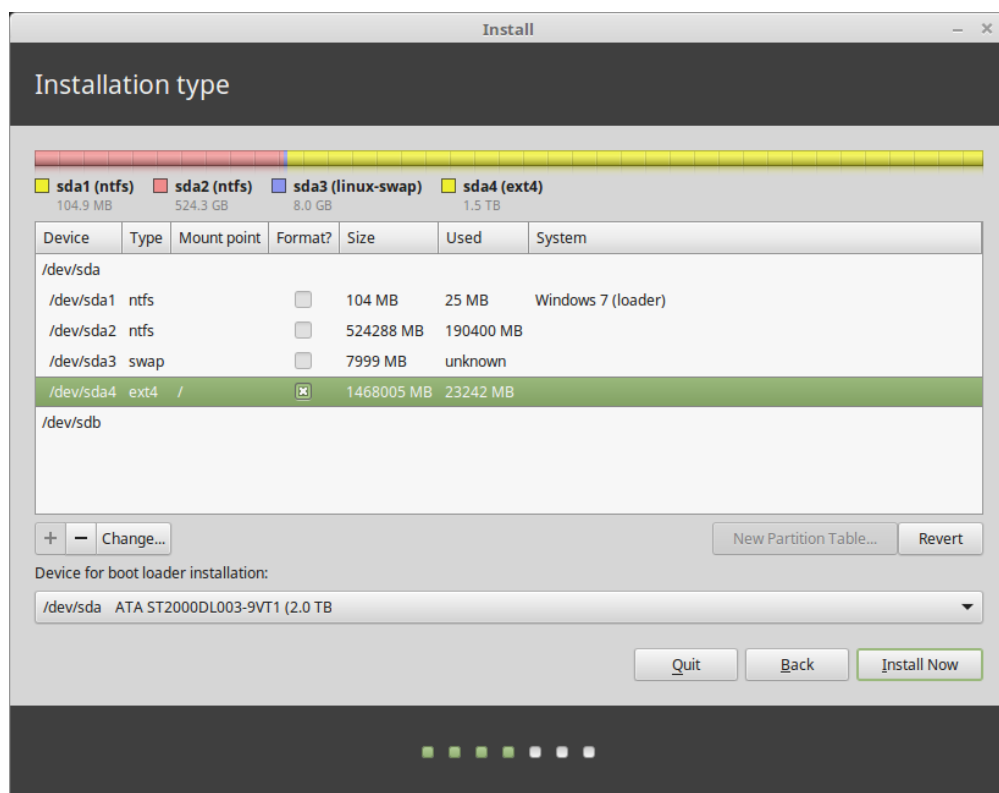 Install
Installation type
sda1 (ntfs) sda2 (ntfs) sda3 (linux-swap) sda4 (ext4)
104.9 MB 524.3 GB 8.0 GB 1.5 TB
Device Type Mount point Format? Size Used System
/dev/sda
/dev/sda1 ntfs 104 MB 25 MB Windows 7 (loader)
/dev/sda2 ntfs 524288 MB 190400 MB
/dev/sda3 swap 7999 MB unknown
/dev/sda4 ext4 / 1468005 MB 23242 MB
/dev/sdb
+ − Change... New Partition Table... Revert
Device for boot loader installation:
/dev/sda ATA ST2000DL003-9VT1 (2.0 TB
Quit Back Install Now